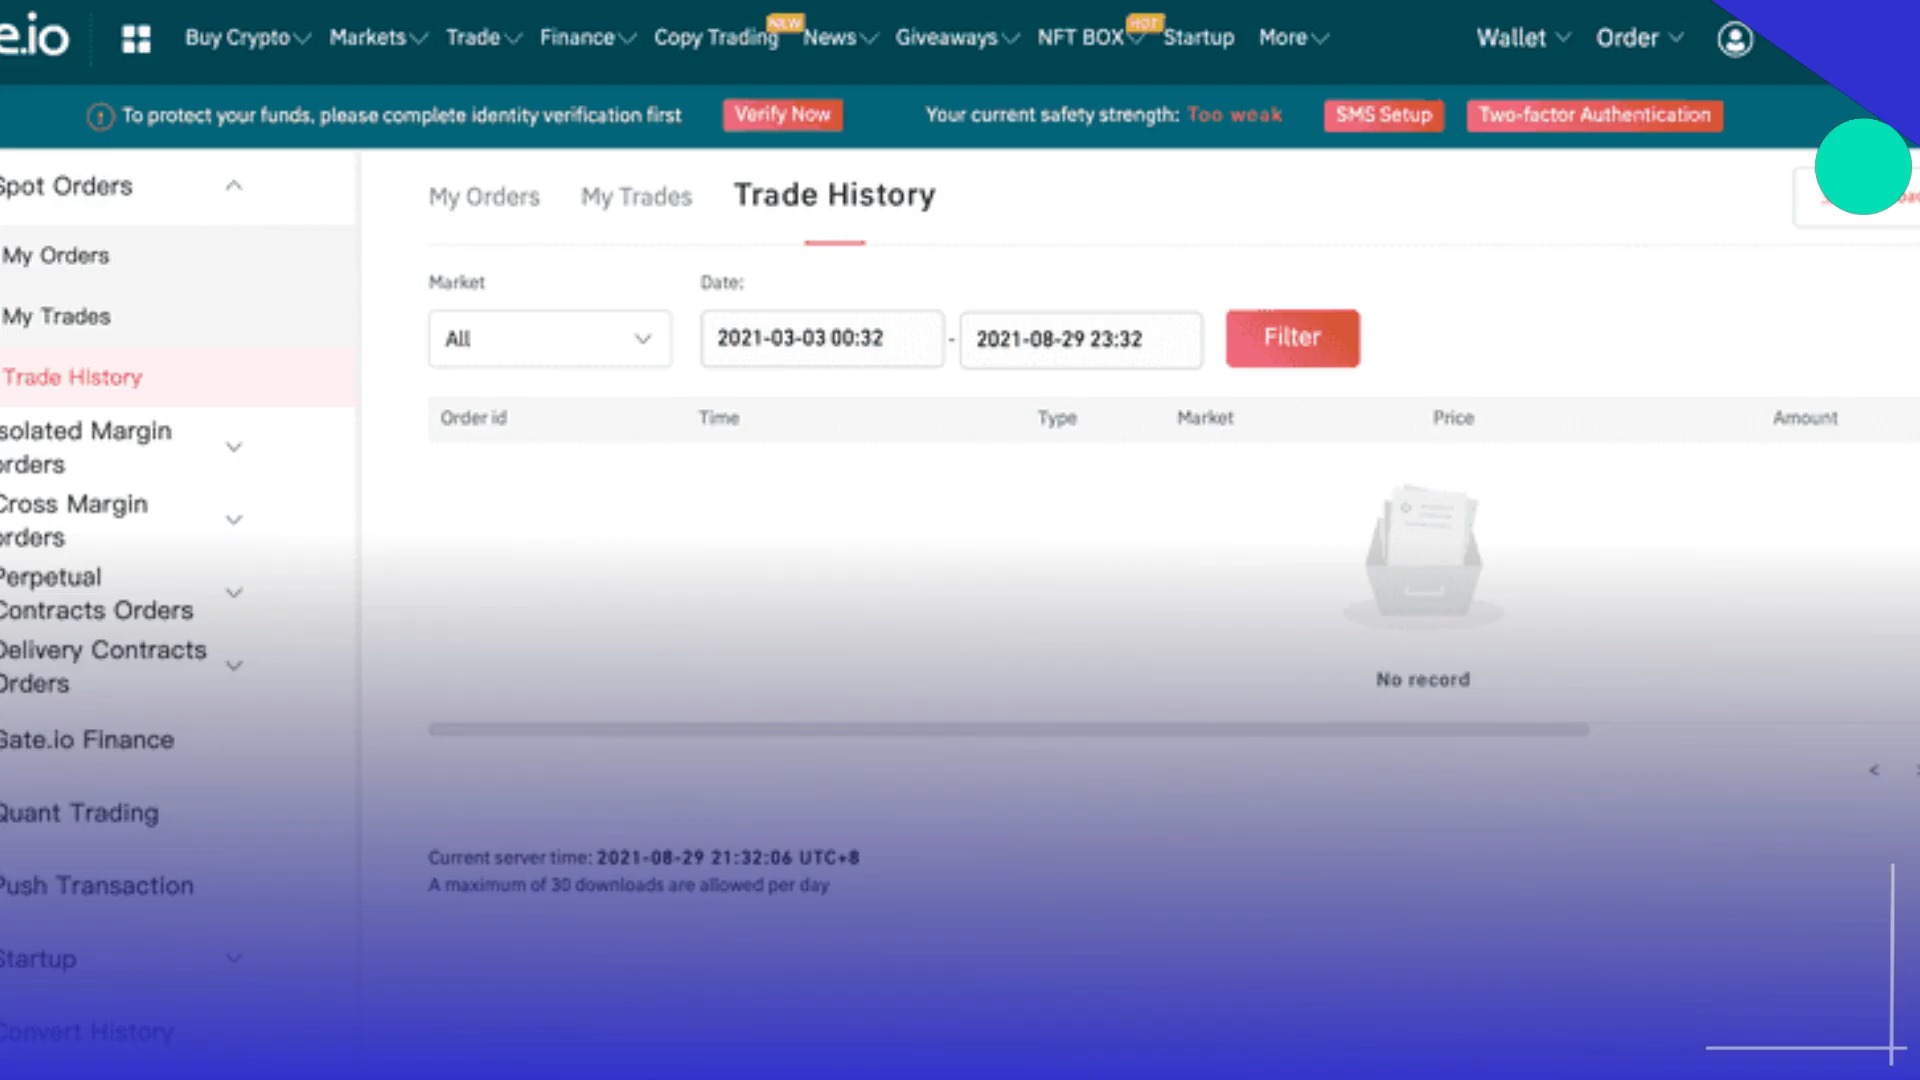 e.io
Buy Crypto Markets Trade Finance Copy Trading NEW News Giveaways NFT BOX HOT Startup More Wallet Order
To protect your funds, please complete identity verification first Verify Now Your current safety strength: Too weak SMS Setup Two-factor Authentication
Spot Orders
My Orders
My Trades
Trade History
Isolated Margin
orders
Cross Margin
orders
Perpetual
Contracts Orders
Delivery Contracts
Orders
Gate.io Finance
Quant Trading
Push Transaction
Startup
Convert History
My Orders My Trades Trade History
Market Date:
All 2021-03-03 00:32 - 2021-08-29 23:32 Filter
Order id Time Type Market Price Amount
No record
< >
Current server time: 2021-08-29 21:32:06 UTC+8
A maximum of 30 downloads are allowed per day